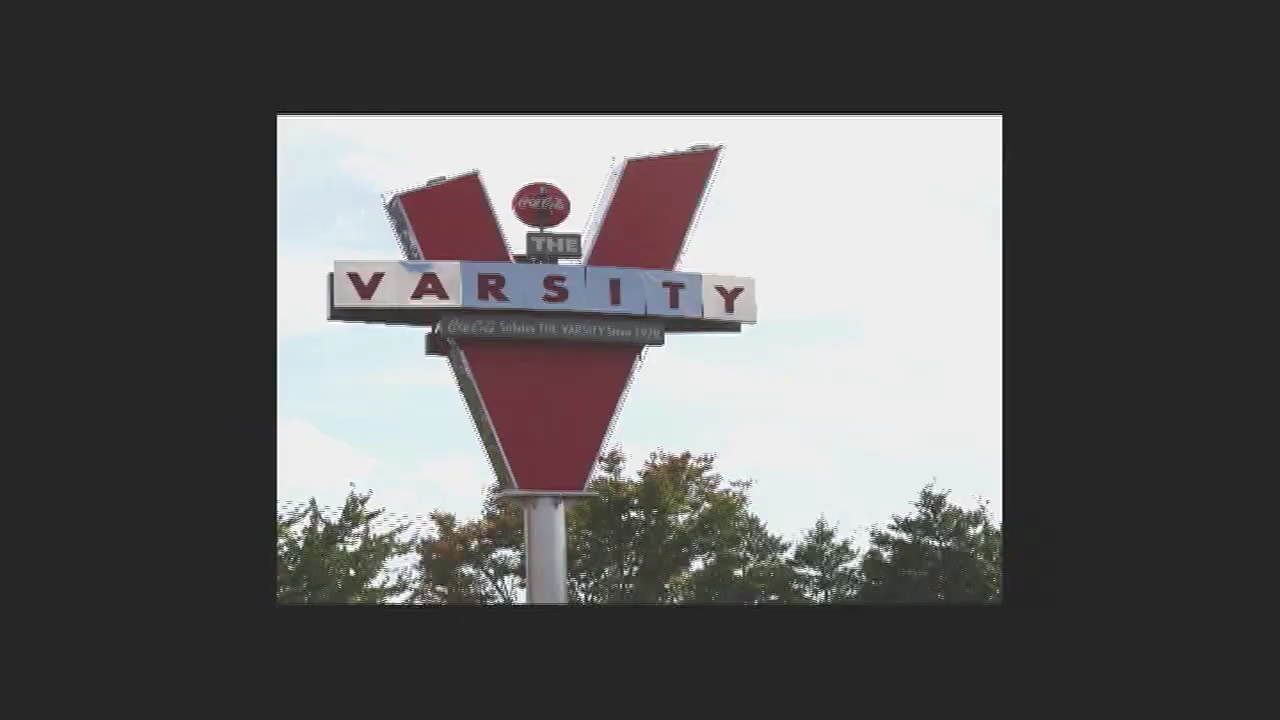 Coca-Cola
THE
VARSITY
Coca-Cola Salutes THE VARSITY Since 1928